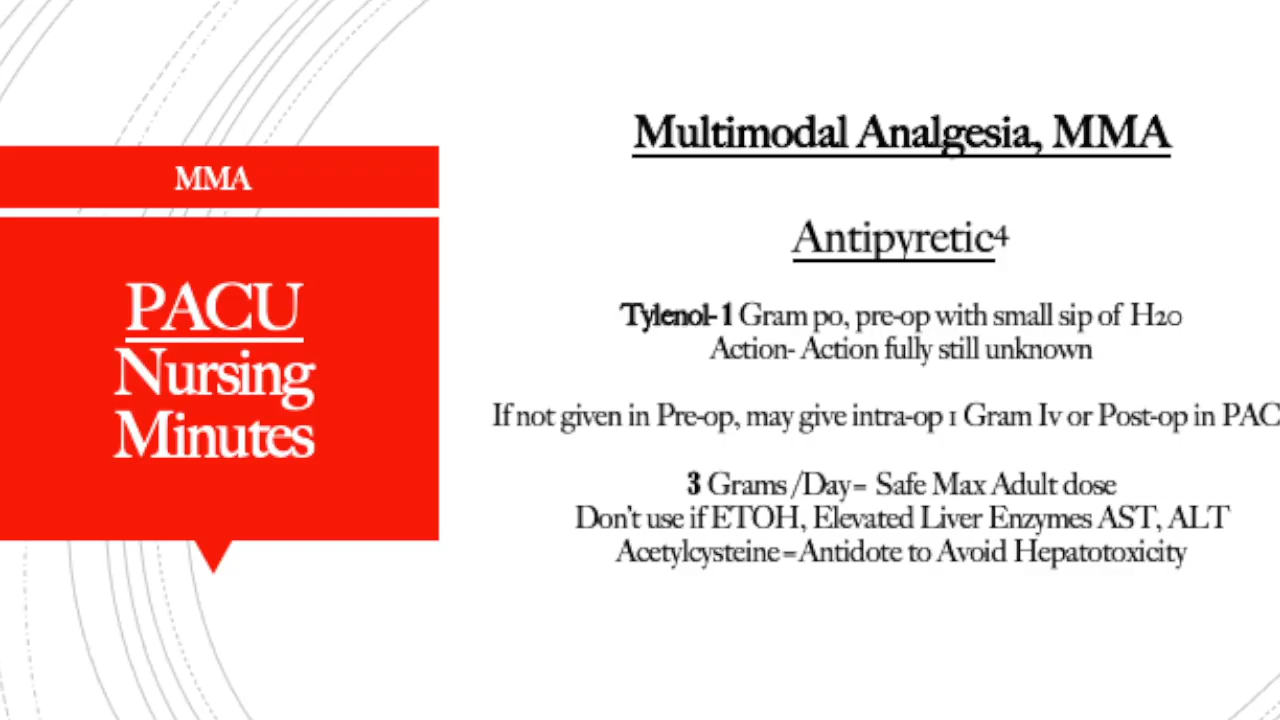 MMA
PACU
Nursing
Minutes
Multimodal Analgesia, MMA
Antipyretic⁴
Tylenol-1 Gram po, pre-op with small sip of H20
Action- Action fully still unknown
If not given in Pre-op, may give intra-op 1 Gram Iv or Post-op in PAC
3 Grams /Day= Safe Max Adult dose
Don't use if ETOH, Elevated Liver Enzymes AST, ALT
Acetylcysteine=Antidote to Avoid Hepatotoxicity